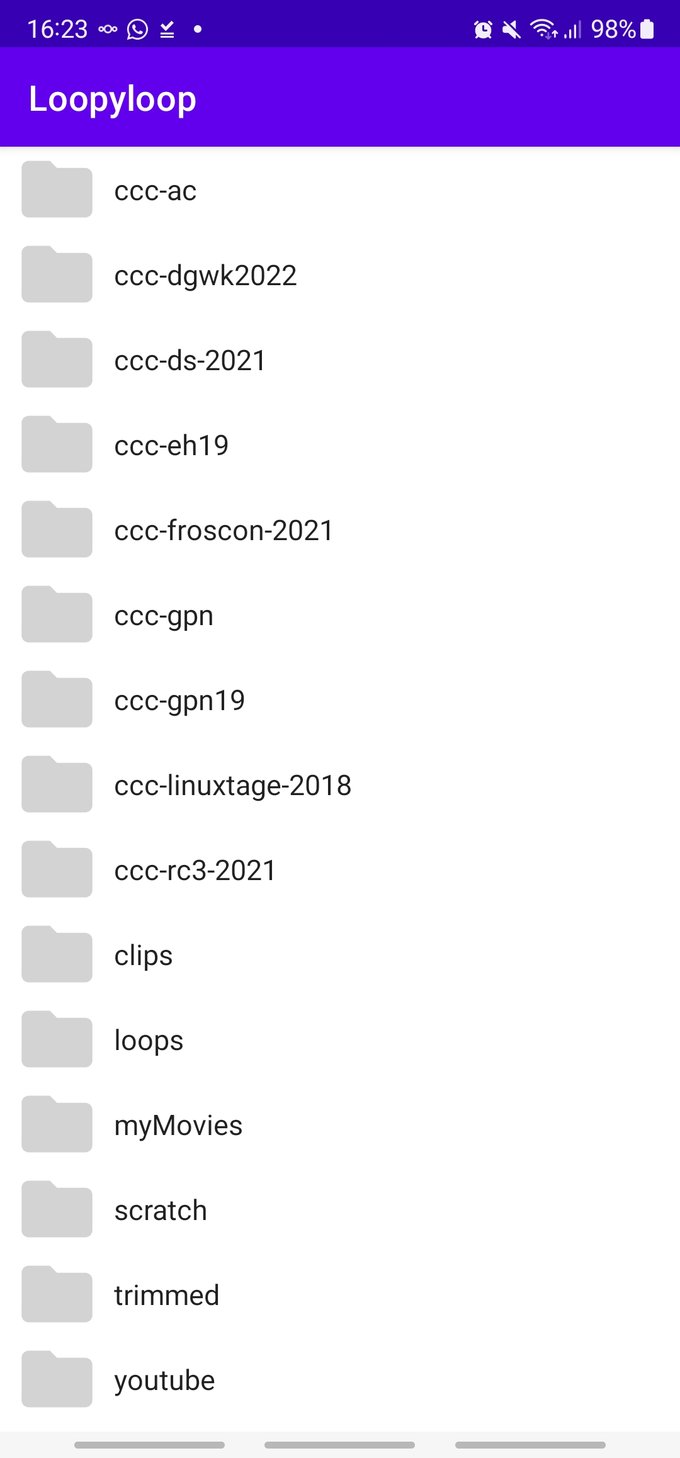 16:23 98%
Loopyloop
ccc-ac
ccc-dgwk2022
ccc-ds-2021
ccc-eh19
ccc-froscon-2021
ccc-gpn
ccc-gpn19
ccc-linuxtage-2018
ccc-rc3-2021
clips
loops
myMovies
scratch
trimmed
youtube